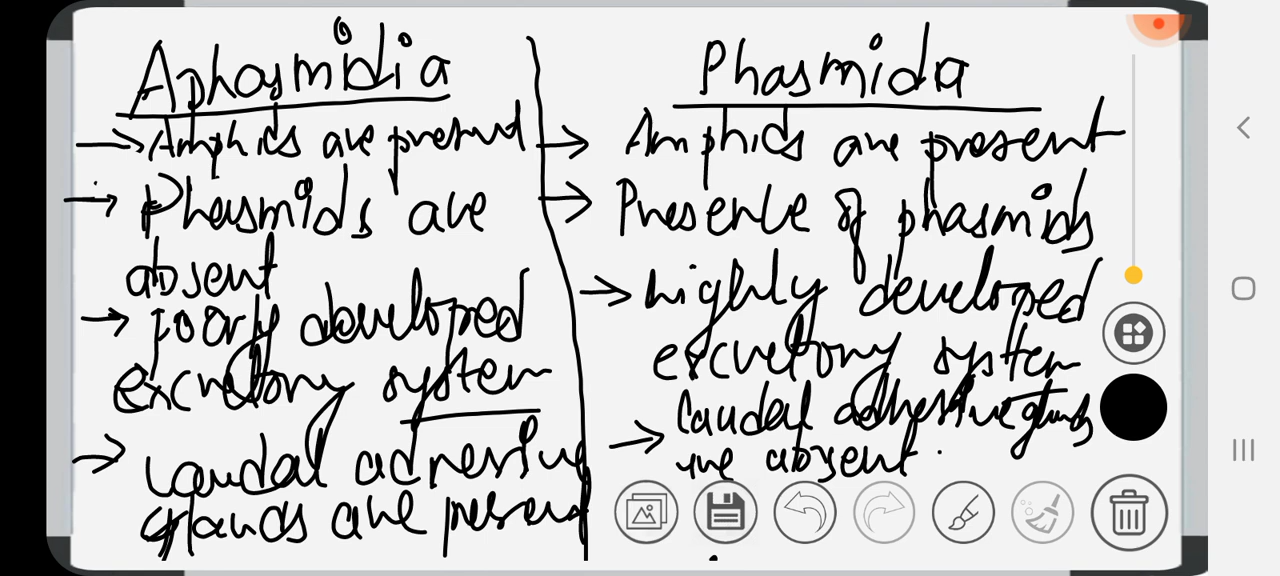 Aphasmidia
→ Amphids are present
→ Phasmids are
absent
→ poorly developed
excretory system
→ caudal adhesive
glands are present
Phasmida
→ Amphids are present
→ Presence of phasmids
→ highly developed
excretory system
→ caudal adhesive glands
are absent.